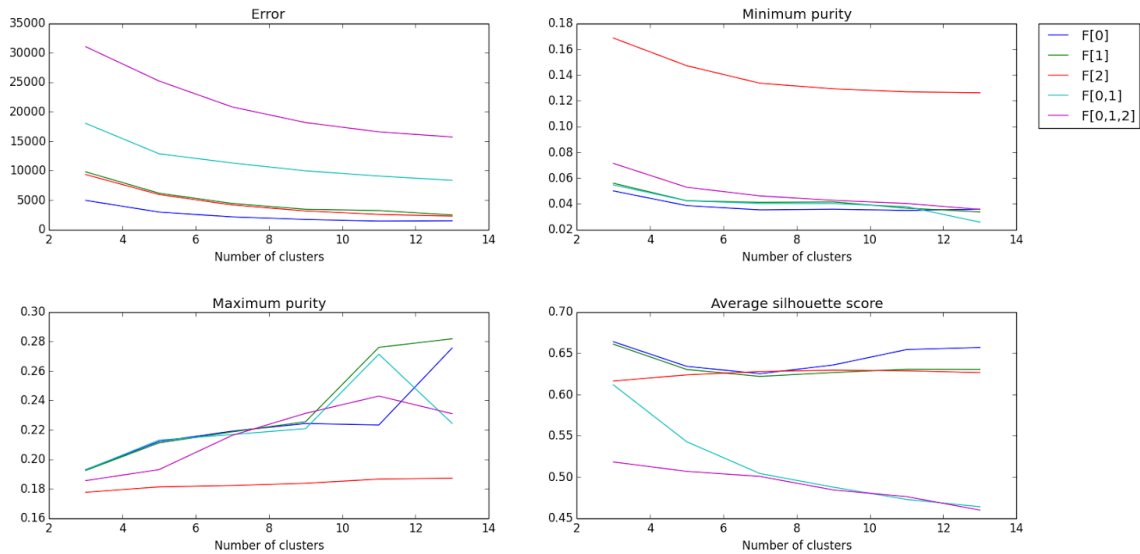 Error
35000
30000
25000
20000
15000
10000
5000
0
2 4 6 8 10 12 14
Number of clusters
Minimum purity
0.18
0.16
0.14
0.12
0.10
0.08
0.06
0.04
0.02
2 4 6 8 10 12 14
Number of clusters
F[0]
F[1]
F[2]
F[0,1]
F[0,1,2]
Maximum purity
0.30
0.28
0.26
0.24
0.22
0.20
0.18
0.16
2 4 6 8 10 12 14
Number of clusters
Average silhouette score
0.70
0.65
0.60
0.55
0.50
0.45
2 4 6 8 10 12 14
Number of clusters